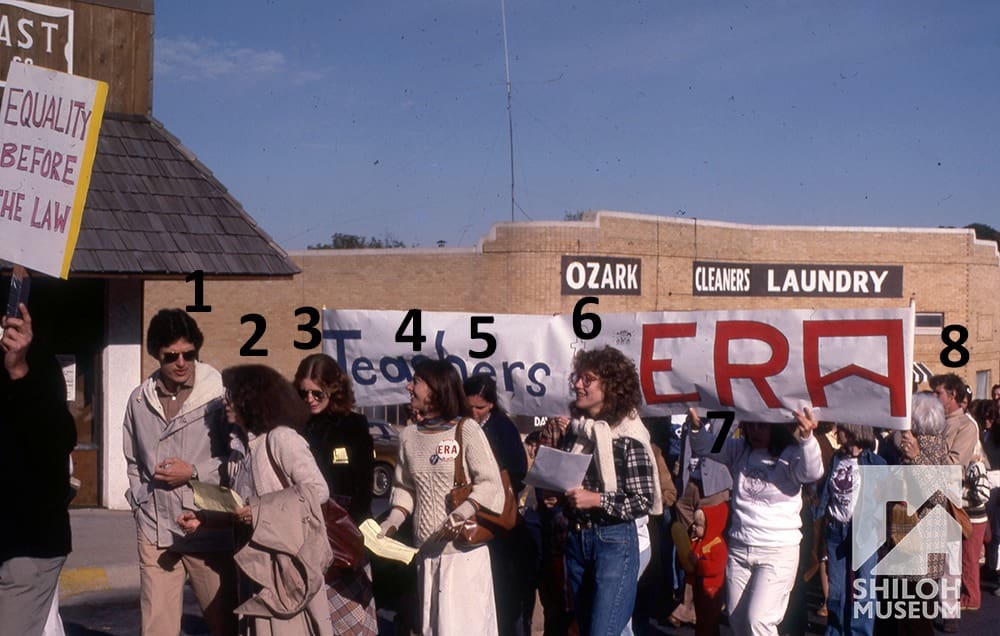 AST
EQUALITY
BEFORE
THE LAW
OZARK
CLEANERS LAUNDRY
Teachers ERA
1
2
3
4
5
6
7
8
ERA
SHILOH
MUSEUM